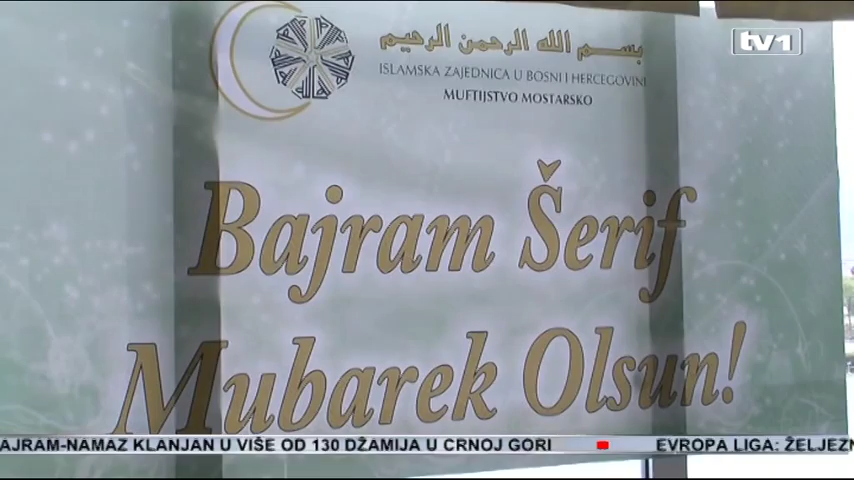 tv1
بسم الله الرحمن الرحيم
ISLAMSKA ZAJEDNICA U BOSNI I HERCEGOVINI
MUFTIJSTVO MOSTARSKO
Bajram Šerif
Mubarek Olsun!
AJRAM-NAMAZ KLANJAN U VIŠE OD 130 DŽAMIJA U CRNOJ GORI EVROPA LIGA: ŽELJEZN